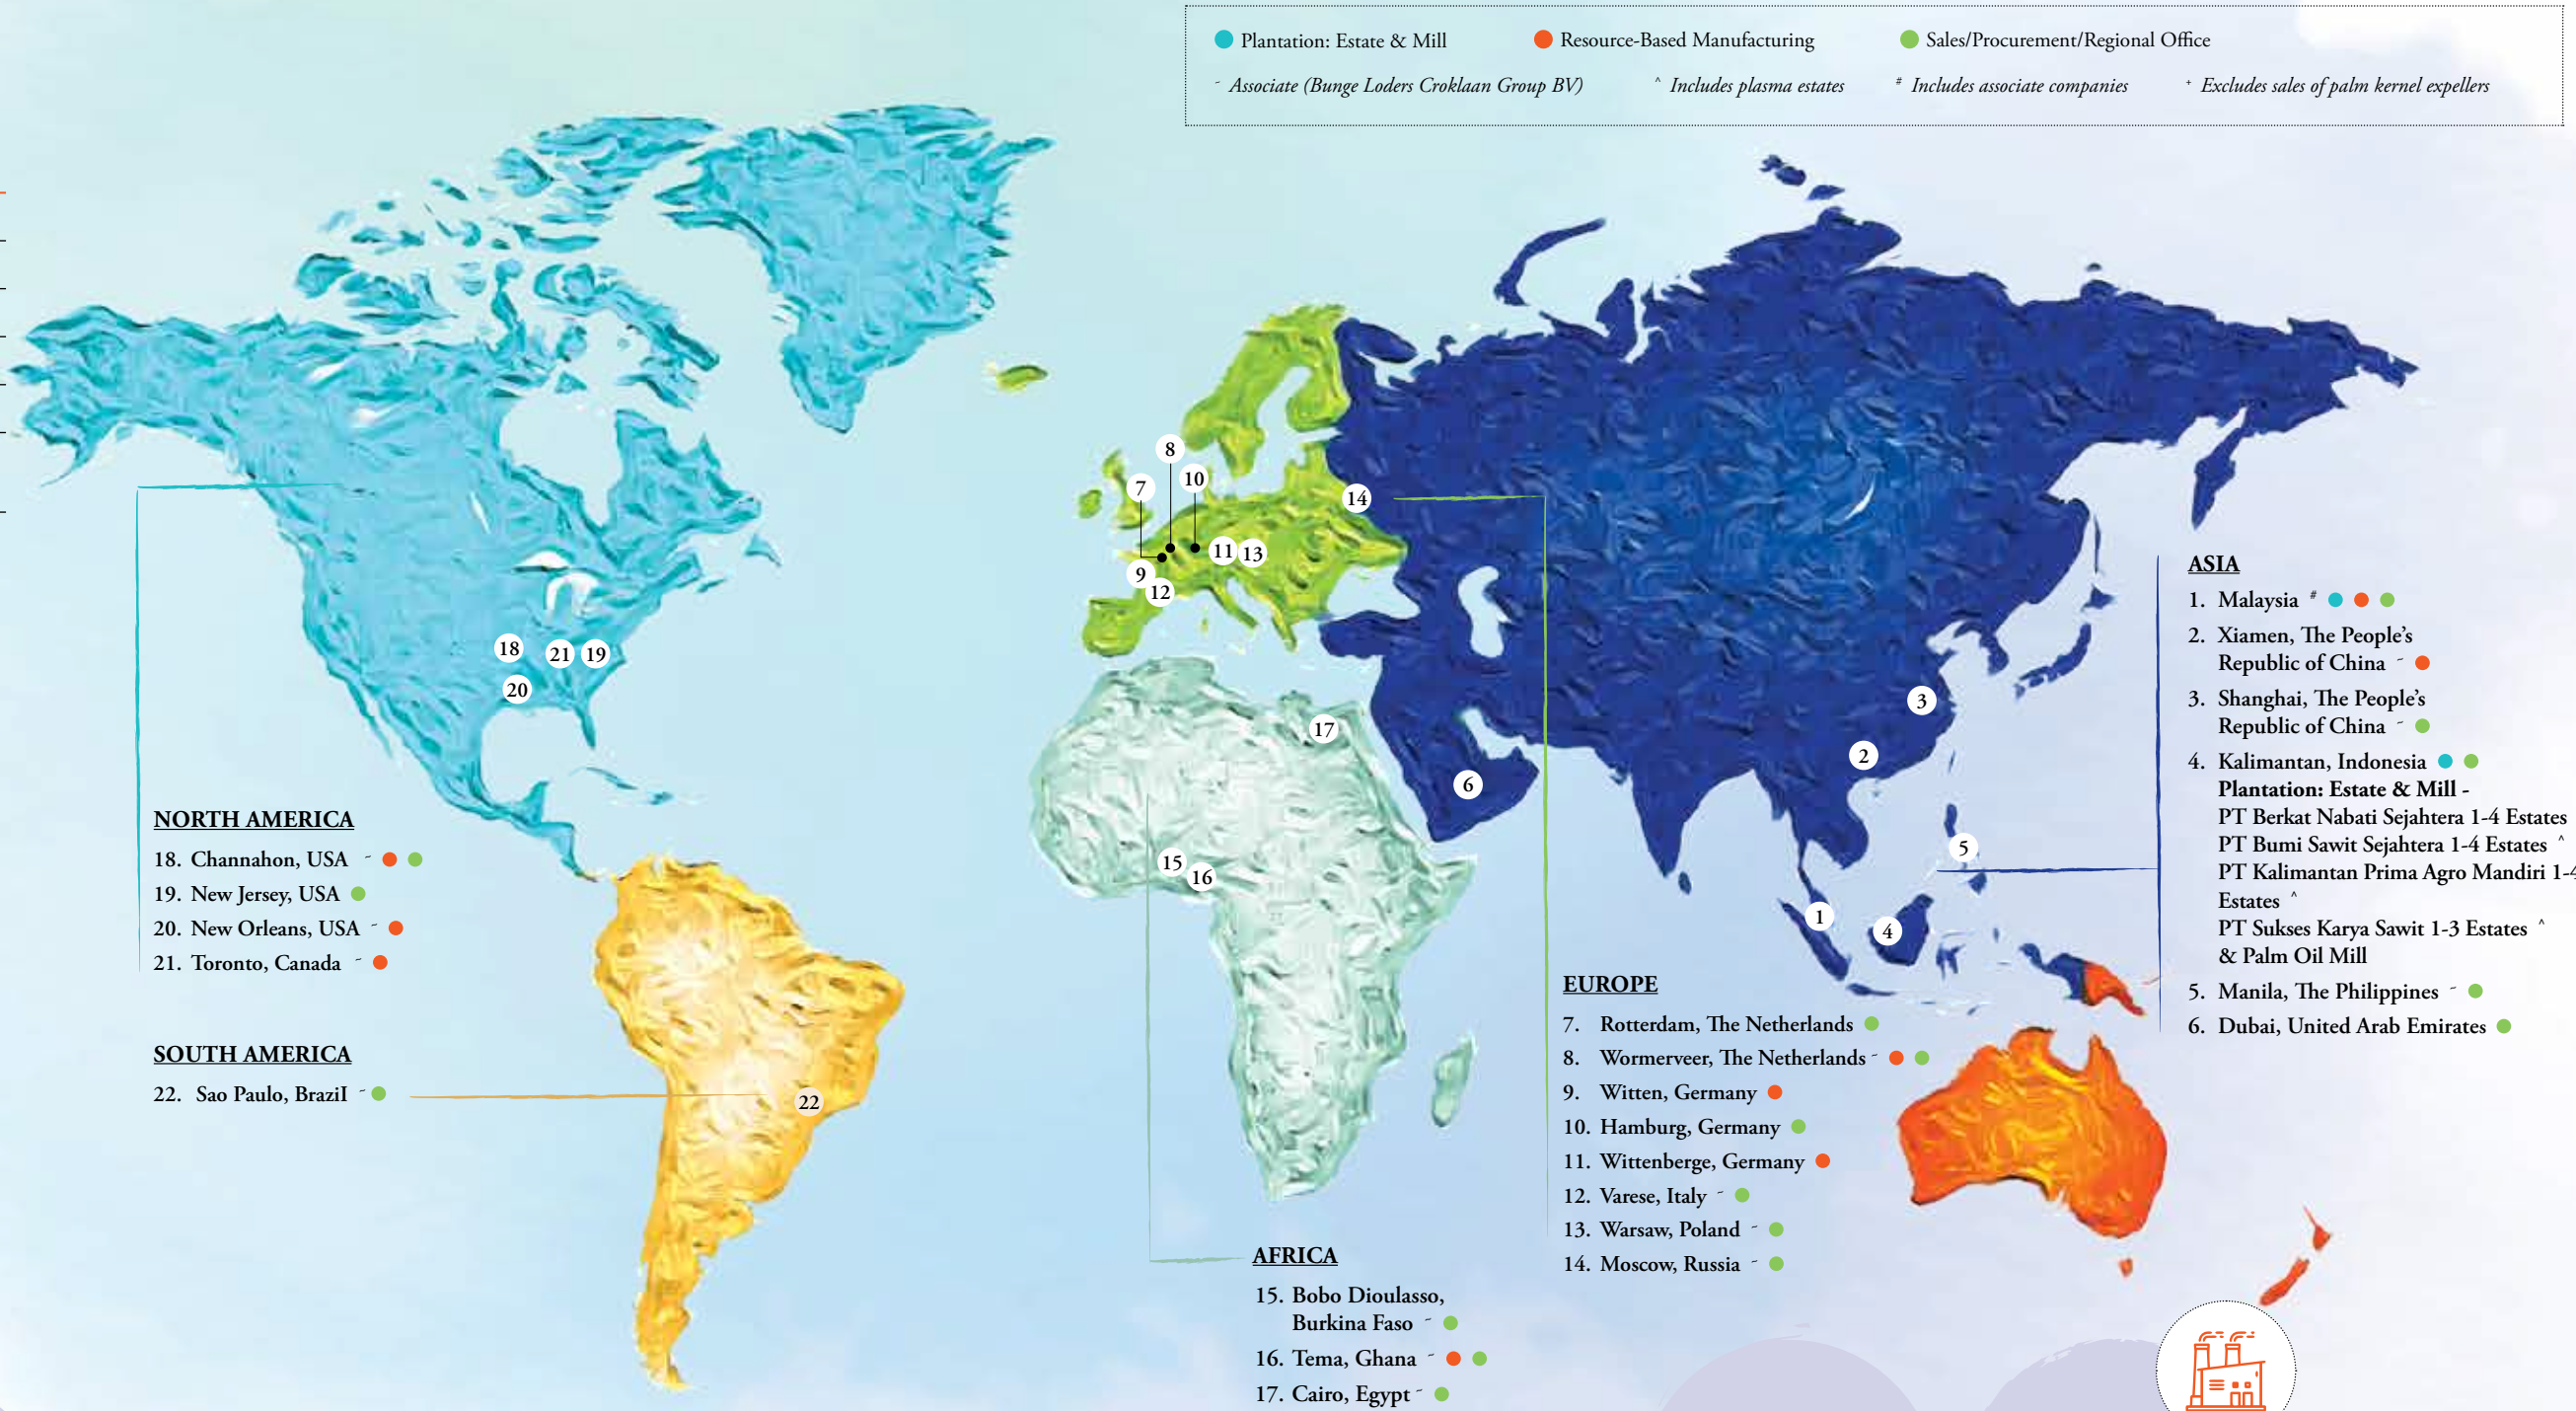 Plantation: Estate & Mill
Resource-Based Manufacturing
Sales/Procurement/Regional Office
~ Associate (Bunge Loders Croklaan Group BV)
^ Includes plasma estates
# Includes associate companies
+ Excludes sales of palm kernel expellers
8
10
7
14
11
13
9
12
18
21
19
20
17
3
2
6
5
15
16
1
4
22
NORTH AMERICA
18. Channahon, USA ~
19. New Jersey, USA
20. New Orleans, USA ~
21. Toronto, Canada ~
SOUTH AMERICA
22. Sao Paulo, BraziI ~
AFRICA
15. Bobo Dioulasso,
Burkina Faso ~
16. Tema, Ghana ~
17. Cairo, Egypt ~
EUROPE
7. Rotterdam, The Netherlands
8. Wormerveer, The Netherlands ~
9. Witten, Germany
10. Hamburg, Germany
11. Wittenberge, Germany
12. Varese, Italy ~
13. Warsaw, Poland ~
14. Moscow, Russia ~
ASIA
1. Malaysia #
2. Xiamen, The People's
Republic of China ~
3. Shanghai, The People's
Republic of China ~
4. Kalimantan, Indonesia
Plantation: Estate & Mill -
PT Berkat Nabati Sejahtera 1-4 Estates
PT Bumi Sawit Sejahtera 1-4 Estates ^
PT Kalimantan Prima Agro Mandiri 1-4
Estates ^
PT Sukses Karya Sawit 1-3 Estates ^
& Palm Oil Mill
5. Manila, The Philippines ~
6. Dubai, United Arab Emirates